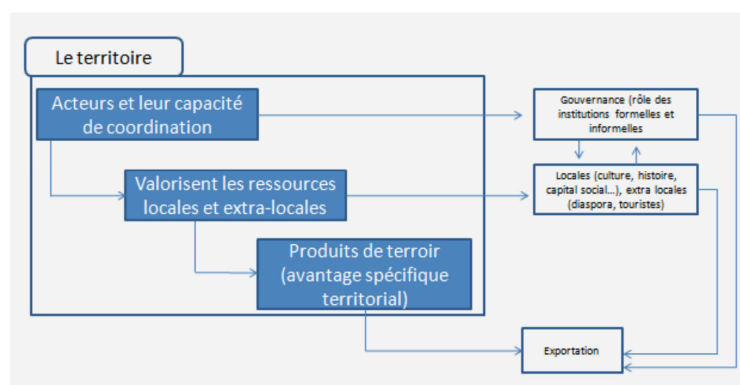 Le territoire
Acteurs et leur capacité
de coordination
Gouvernance (rôle des
institutions formelles et
informelles
Valorisent les ressources
locales et extra-locales
Locales (culture, histoire,
capital social...), extra locales
(diaspora, touristes)
Produits de terroir
(avantage spécifique
territorial)
Exportation